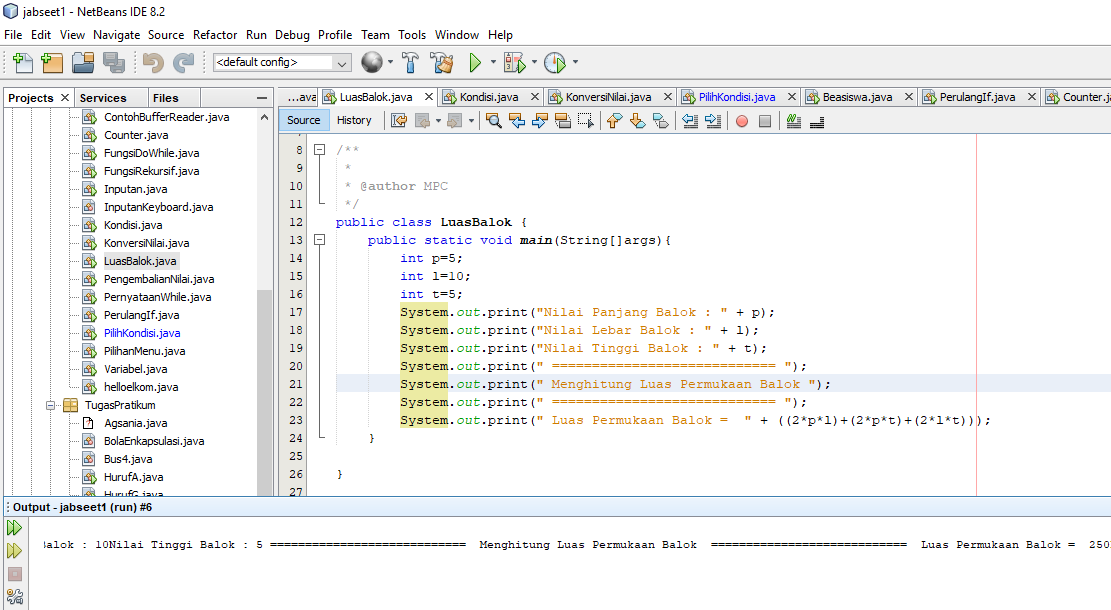 jabseet1 - NetBeans IDE 8.2
File Edit View Navigate Source Refactor Run Debug Profile Team Tools Window Help
<default config>
Projects Services Files
...ava LuasBalok.java Kondisi.java KonversiNilai.java PilihKondisi.java Beasiswa.java PerulangIf.java Counter.j
Source History
ContohBufferReader.java
Counter.java
FungsiDoWhile.java
FungsiRekursif.java
Inputan.java
InputanKeyboard.java
Kondisi.java
KonversiNilai.java
LuasBalok.java
PengembalianNilai.java
PernyataanWhile.java
PerulangIf.java
PilihKondisi.java
PilihanMenu.java
Variabel.java
helloelkom.java
TugasPratikum
Agsania.java
BolaEnkapsulasi.java
Bus4.java
HurufA.java
HurufG.java
8 /**
9 *
10 * @author MPC
11 */
12 public class LuasBalok {
13 public static void main(String[]args){
14 int p=5;
15 int l=10;
16 int t=5;
17 System.out.print("Nilai Panjang Balok : " + p);
18 System.out.print("Nilai Lebar Balok : " + l);
19 System.out.print("Nilai Tinggi Balok : " + t);
20 System.out.print(" ============================ ");
21 System.out.print(" Menghitung Luas Permukaan Balok ");
22 System.out.print(" ============================ ");
23 System.out.print(" Luas Permukaan Balok =  " + ((2*p*l)+(2*p*t)+(2*l*t)));
24 }
25
26 }
27
Output - jabseet1 (run) #6
alok : 10Nilai Tinggi Balok : 5 ============================  Menghitung Luas Permukaan Balok  ============================  Luas Permukaan Balok =  250